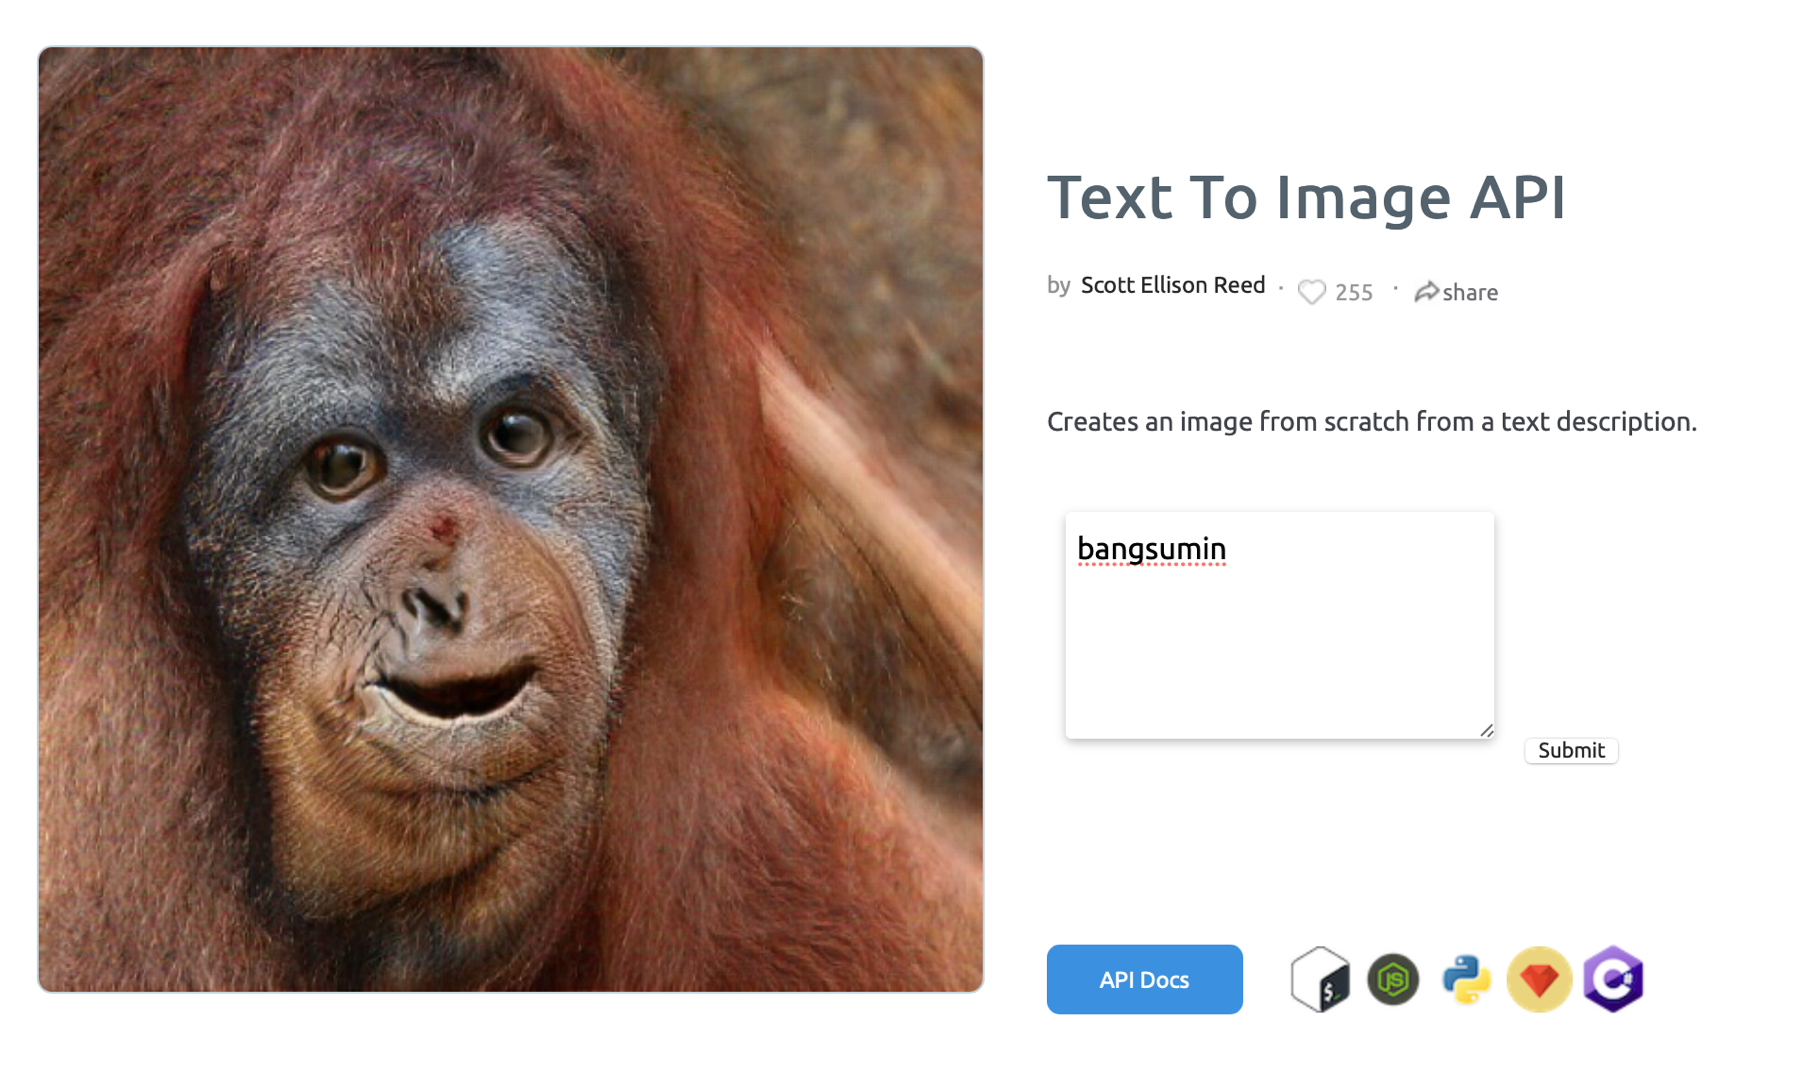 Text To Image API
by Scott Ellison Reed · 255 · share
Creates an image from scratch from a text description.
bangsumin
Submit
API Docs
$_
JS
C#